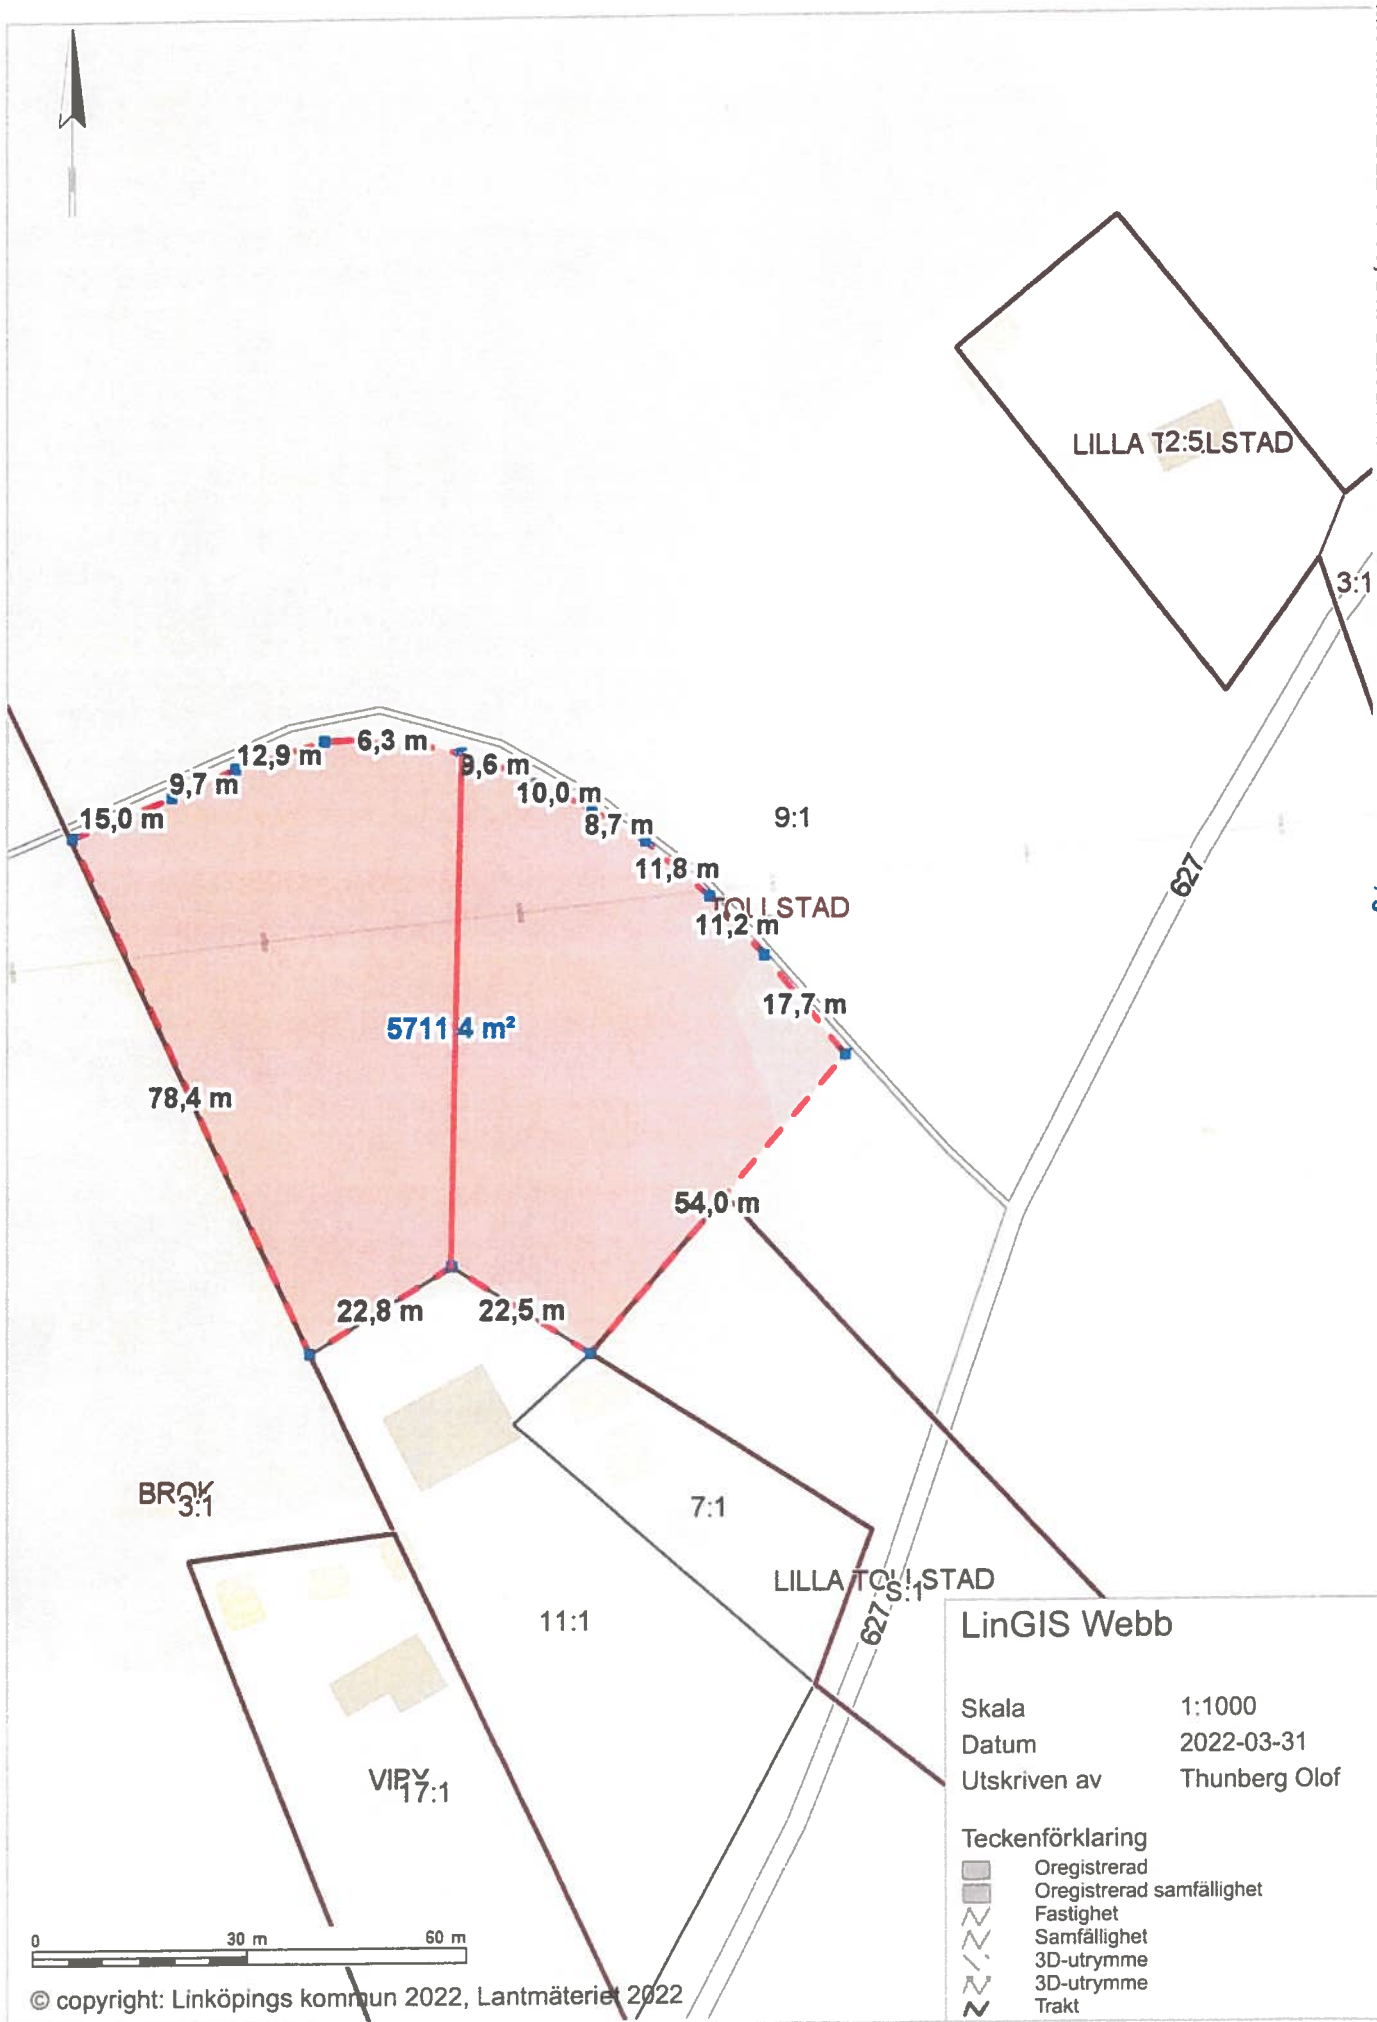 LILLA T
2:5
LSTAD
3:1
12,9 m
6,3 m
9,7 m
9,6 m
15,0 m
10,0 m
8,7 m
9:1
11,8 m
627
TOLLSTAD
11,2 m
17,7 m
5711,4 m²
78,4 m
54,0 m
22,8 m
22,5 m
BROK
3:1
7:1
LILLA TOLLSTAD
S:1
11:1
627
LinGIS Webb
Skala 1:1000
Datum 2022-03-31
Utskriven av Thunberg Olof
VIBY
17:1
Teckenförklaring
Oregistrerad
Oregistrerad samfällighet
Fastighet
Samfällighet
3D-utrymme
3D-utrymme
Trakt
0 30 m 60 m
© copyright: Linköpings kommun 2022, Lantmäteriet 2022